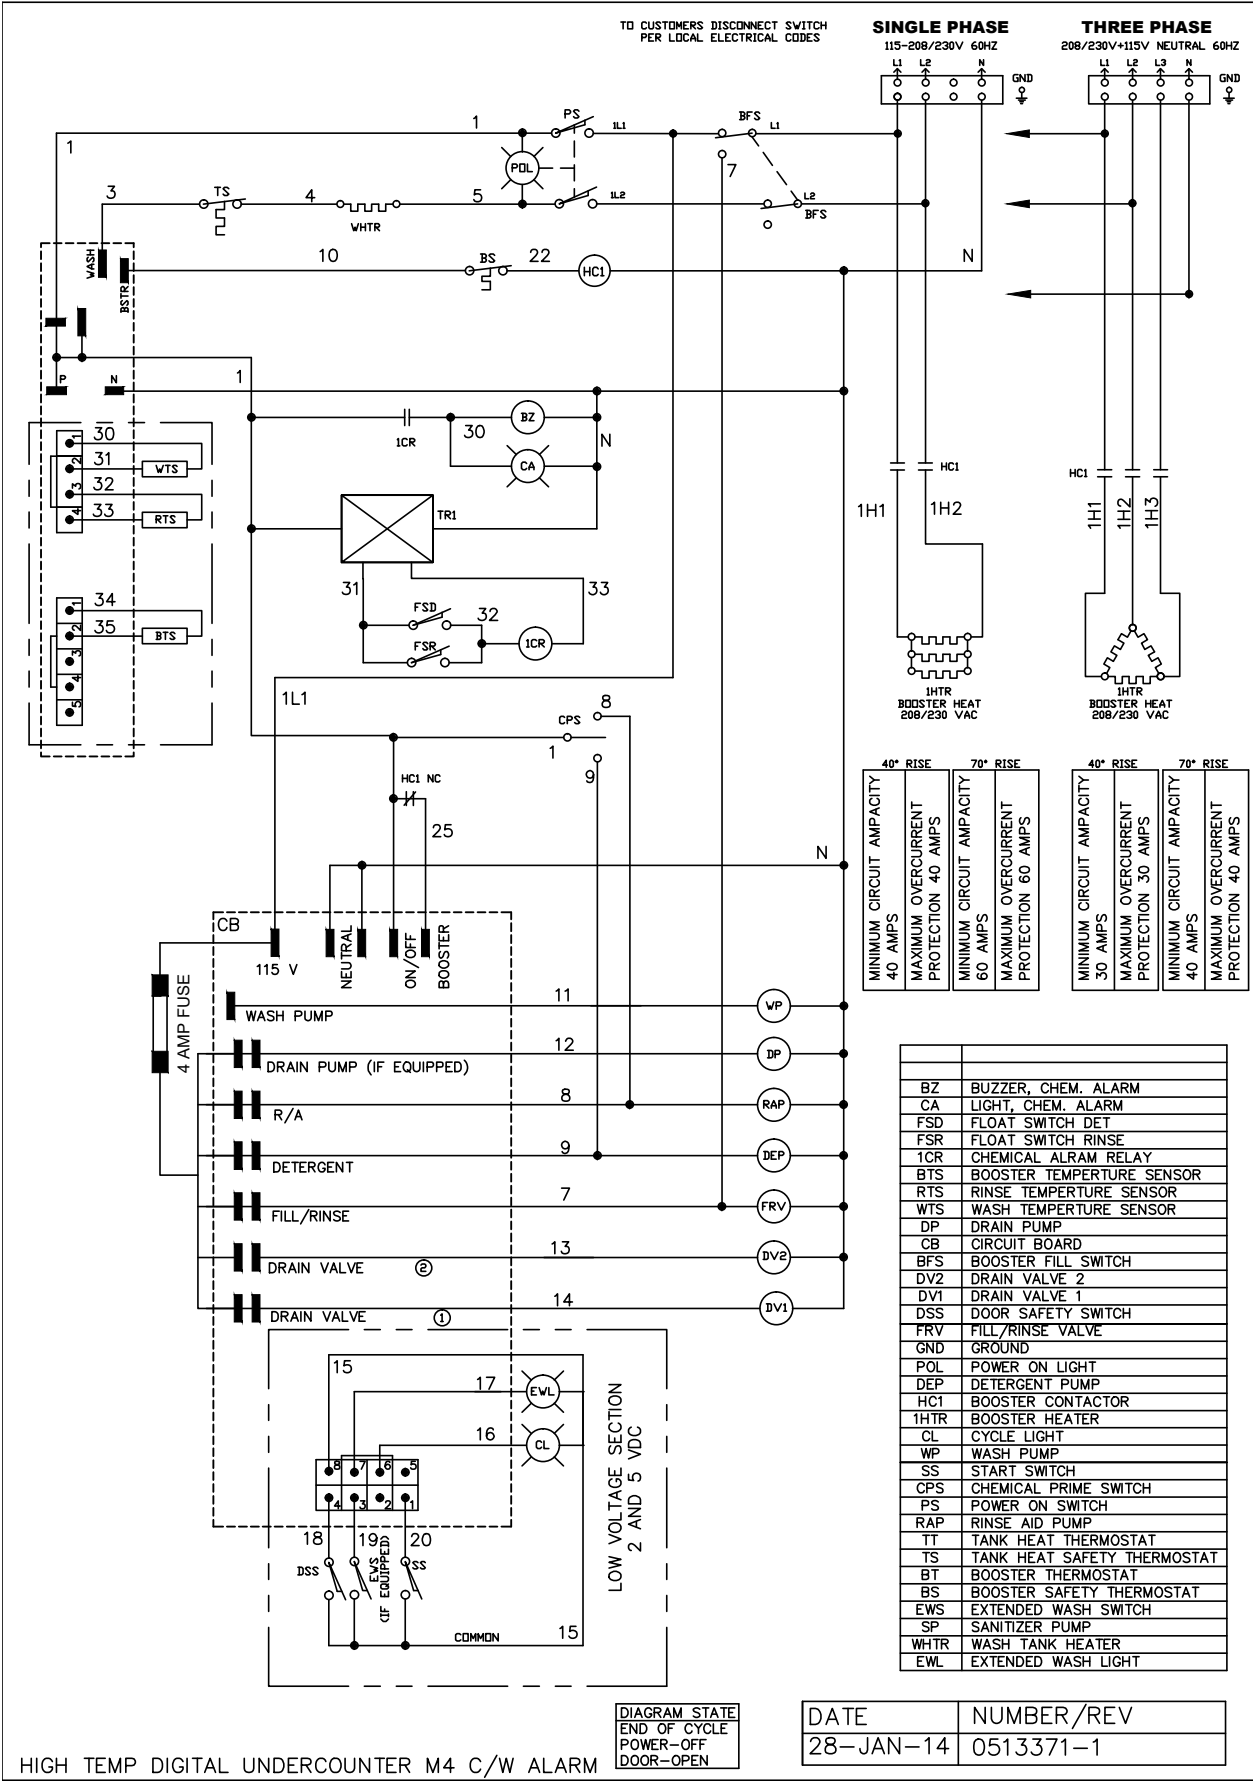 TO CUSTOMERS DISCONNECT SWITCH
PER LOCAL ELECTRICAL CODES
SINGLE PHASE
115-208/230V 60HZ
L1 L2 N
GND
THREE PHASE
208/230V+115V NEUTRAL 60HZ
L1 L2 L3 N
GND
1
1
PS
1L1
BFS
L1
POL
7
3
TS
4
WHTR
5
1L2
L2
BFS
WASH
BSTR
10
BS
22
HC1
N
P
N
1
1CR
30
BZ
CA
N
HC1
HC1
1H1
1H2
1H1
1H2
1H3
1 30
2 31
WTS
3 32
4 33
RTS
TR1
31
33
FSD
32
FSR
1CR
1 34
2 35
BTS
3
4
5
1HTR
BOOSTER HEAT
208/230 VAC
1HTR
BOOSTER HEAT
208/230 VAC
1L1
CPS
8
1
9
HC1 NC
25
N
40° RISE
MINIMUM CIRCUIT AMPACITY
40 AMPS
MAXIMUM OVERCURRENT
PROTECTION 40 AMPS
70° RISE
MINIMUM CIRCUIT AMPACITY
60 AMPS
MAXIMUM OVERCURRENT
PROTECTION 60 AMPS
40° RISE
MINIMUM CIRCUIT AMPACITY
30 AMPS
MAXIMUM OVERCURRENT
PROTECTION 30 AMPS
70° RISE
MINIMUM CIRCUIT AMPACITY
40 AMPS
MAXIMUM OVERCURRENT
PROTECTION 40 AMPS
CB
115 V
NEUTRAL
ON/OFF
BOOSTER
4 AMP FUSE
WASH PUMP
11
WP
DRAIN PUMP (IF EQUIPPED)
12
DP
R/A
8
RAP
DETERGENT
9
DEP
FILL/RINSE
7
FRV
DRAIN VALVE 2
13
DV2
DRAIN VALVE 1
14
DV1
15
17
EWL
16
CL
8 7 6 5
4 3 2 1
18
19
20
DSS
EWS
(IF EQUIPPED)
SS
COMMON
15
LOW VOLTAGE SECTION
2 AND 5 VDC
BZ BUZZER, CHEM. ALARM
CA LIGHT, CHEM. ALARM
FSD FLOAT SWITCH DET
FSR FLOAT SWITCH RINSE
1CR CHEMICAL ALRAM RELAY
BTS BOOSTER TEMPERTURE SENSOR
RTS RINSE TEMPERTURE SENSOR
WTS WASH TEMPERTURE SENSOR
DP DRAIN PUMP
CB CIRCUIT BOARD
BFS BOOSTER FILL SWITCH
DV2 DRAIN VALVE 2
DV1 DRAIN VALVE 1
DSS DOOR SAFETY SWITCH
FRV FILL/RINSE VALVE
GND GROUND
POL POWER ON LIGHT
DEP DETERGENT PUMP
HC1 BOOSTER CONTACTOR
1HTR BOOSTER HEATER
CL CYCLE LIGHT
WP WASH PUMP
SS START SWITCH
CPS CHEMICAL PRIME SWITCH
PS POWER ON SWITCH
RAP RINSE AID PUMP
TT TANK HEAT THERMOSTAT
TS TANK HEAT SAFETY THERMOSTAT
BT BOOSTER THERMOSTAT
BS BOOSTER SAFETY THERMOSTAT
EWS EXTENDED WASH SWITCH
SP SANITIZER PUMP
WHTR WASH TANK HEATER
EWL EXTENDED WASH LIGHT
DIAGRAM STATE
END OF CYCLE
POWER-OFF
DOOR-OPEN
DATE NUMBER/REV
28-JAN-14 0513371-1
HIGH TEMP DIGITAL UNDERCOUNTER M4 C/W ALARM